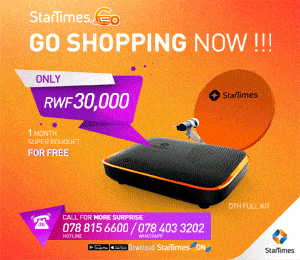 StarTimes Go
GO SHOPPING NOW !!!
ONLY
RWF30,000
1 MONTH
SUPER BOUQUET
FOR FREE
StarTimes
DTH FULL KIT
CALL FOR MORE SURPRISE
078 815 6600 / 078 403 3202
HOTLINE WHATSAPP
Download StarTimes ON
StarTimes